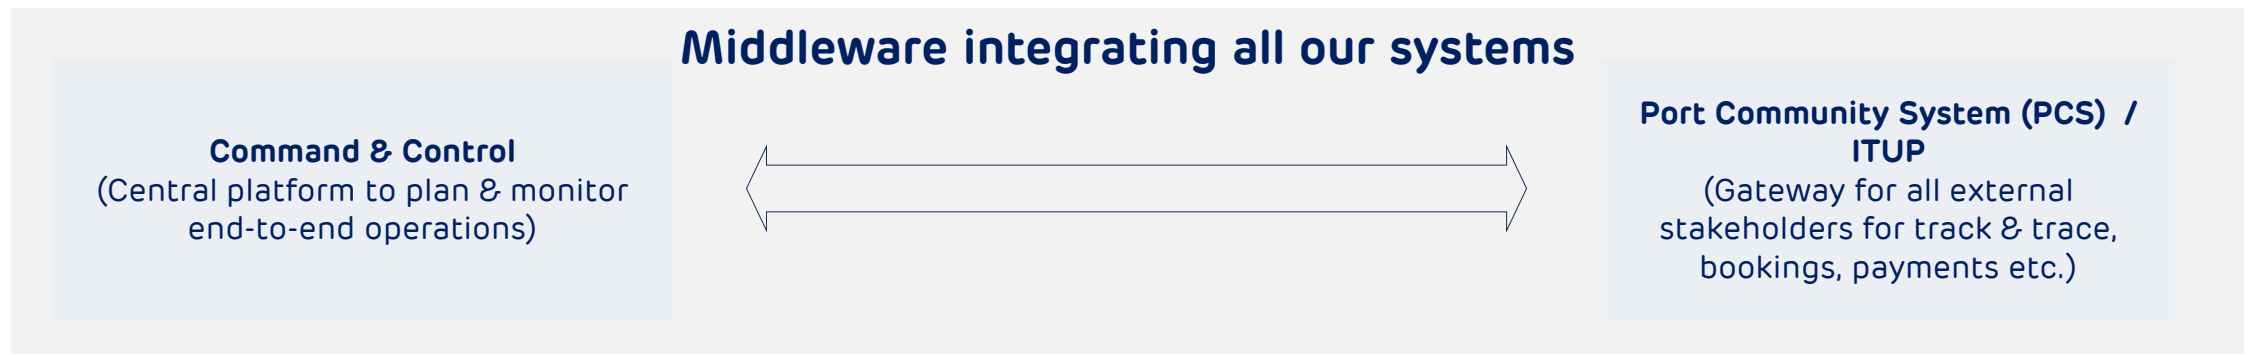 Middleware integrating all our systems
Command & Control
(Central platform to plan & monitor
end-to-end operations)
Port Community System (PCS) /
ITUP
(Gateway for all external
stakeholders for track & trace,
bookings, payments etc.)